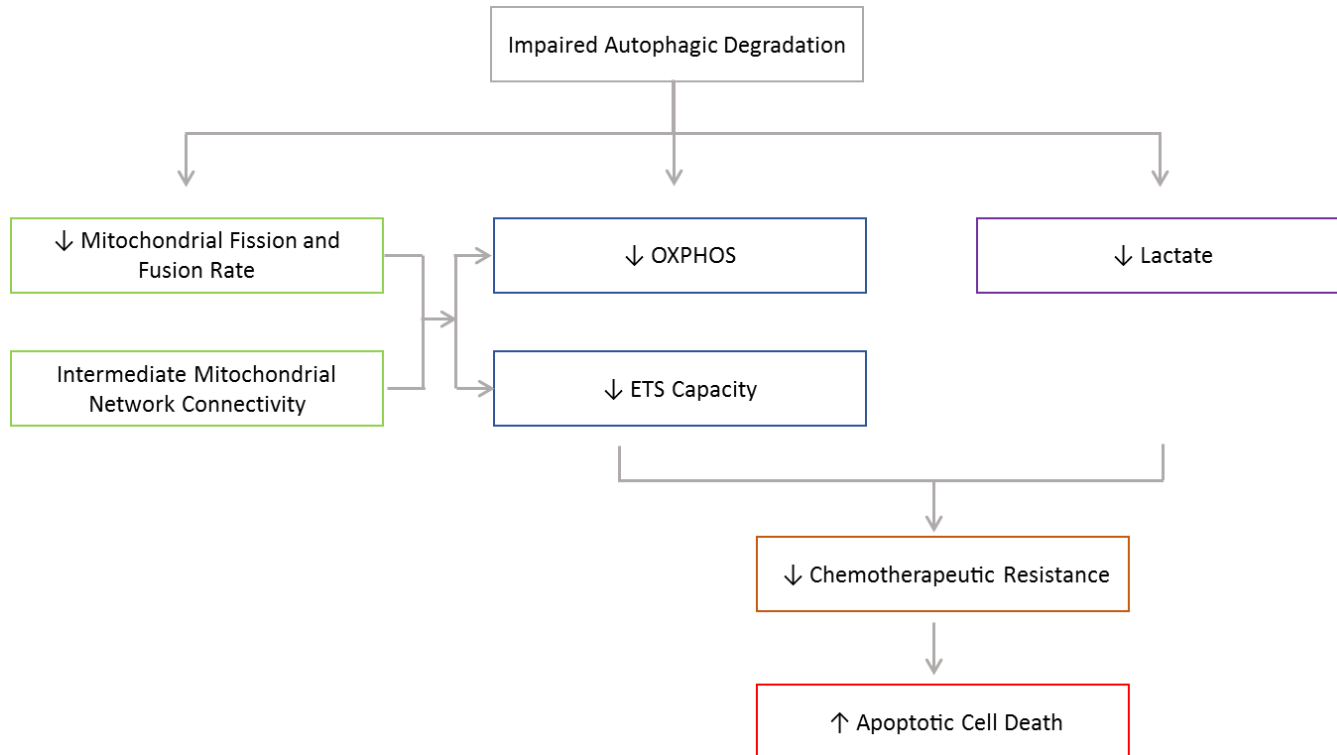 Impaired Autophagic Degradation
↓ Mitochondrial Fission and
Fusion Rate
↓ OXPHOS
↓ Lactate
Intermediate Mitochondrial
Network Connectivity
↓ ETS Capacity
↓ Chemotherapeutic Resistance
↑ Apoptotic Cell Death